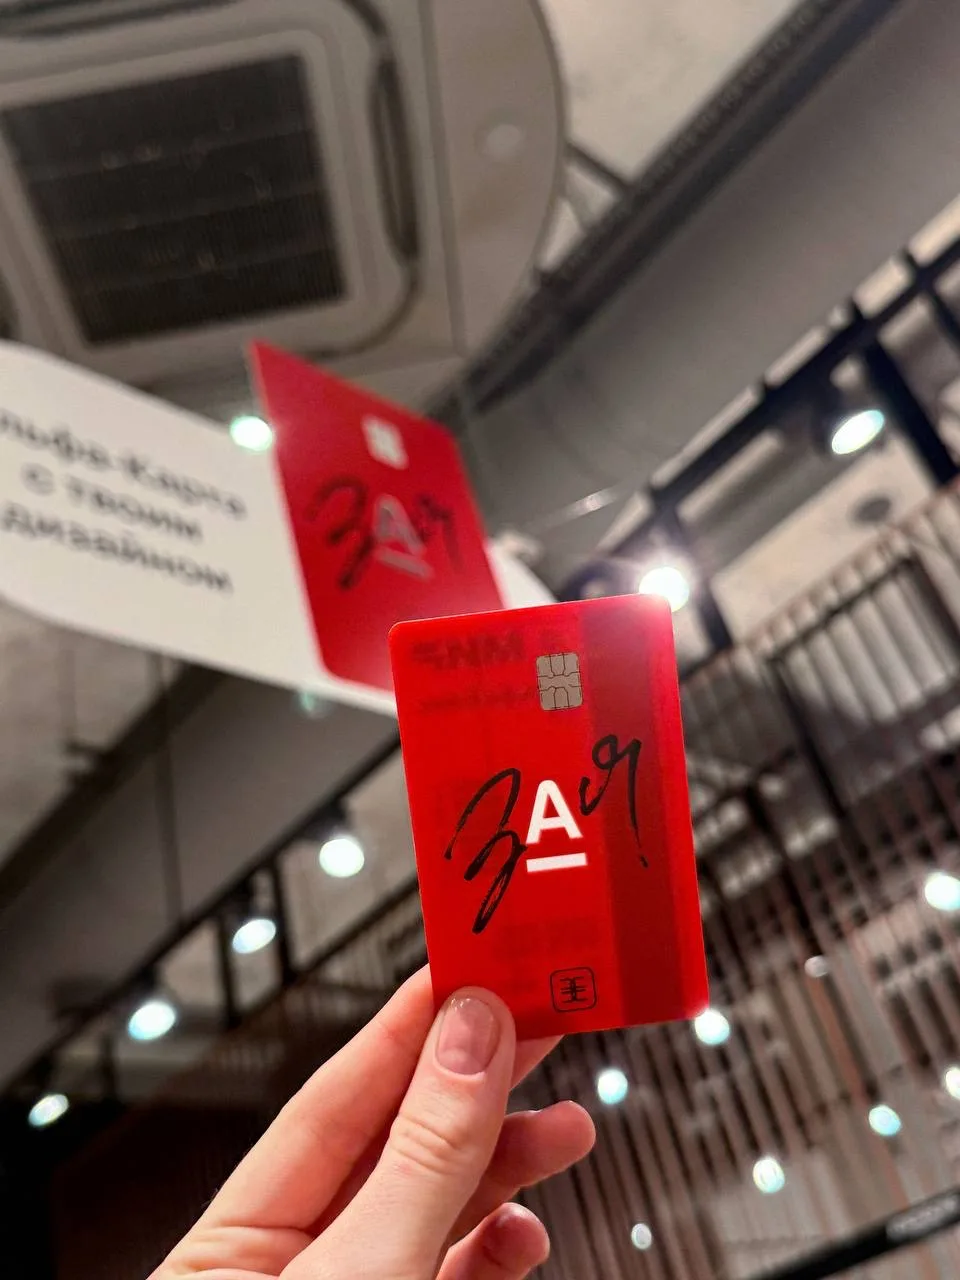 льфа-Карта
с твоим
дизайном
ЗАя
ЗАя